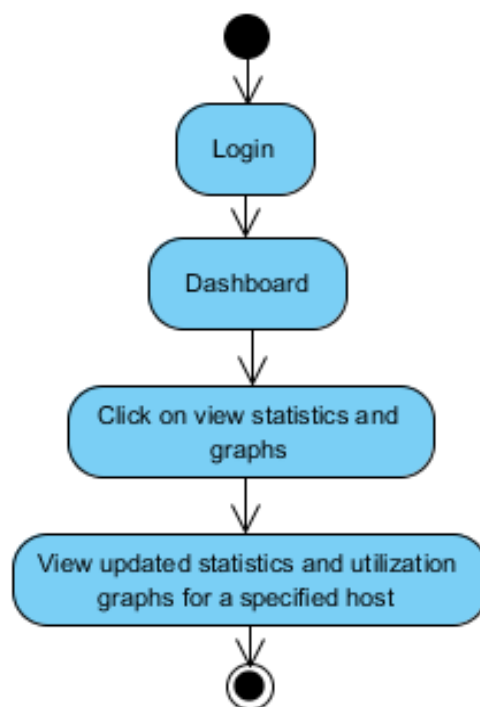 Login
Dashboard
Click on view statistics and
graphs
View updated statistics and utilization
graphs for a specified host